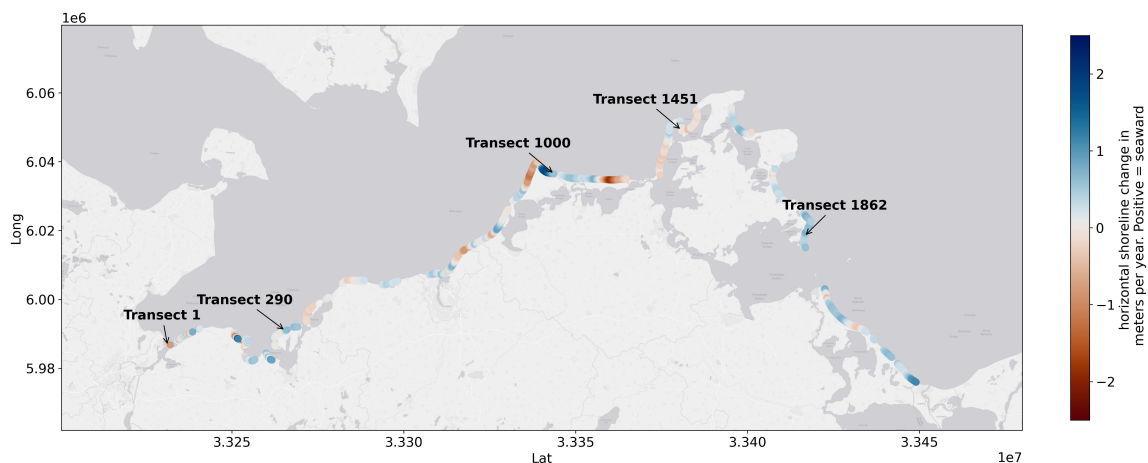 1e6
6.06
6.04
6.02
6.00
5.98
Long
Transect 1451
Transect 1000
Transect 1862
Transect 290
Transect 1
3.325
3.330
3.335
3.340
3.345
Lat
1e7
2
1
0
−1
−2
horizontal shoreline change in
meters per year. Positive = seaward